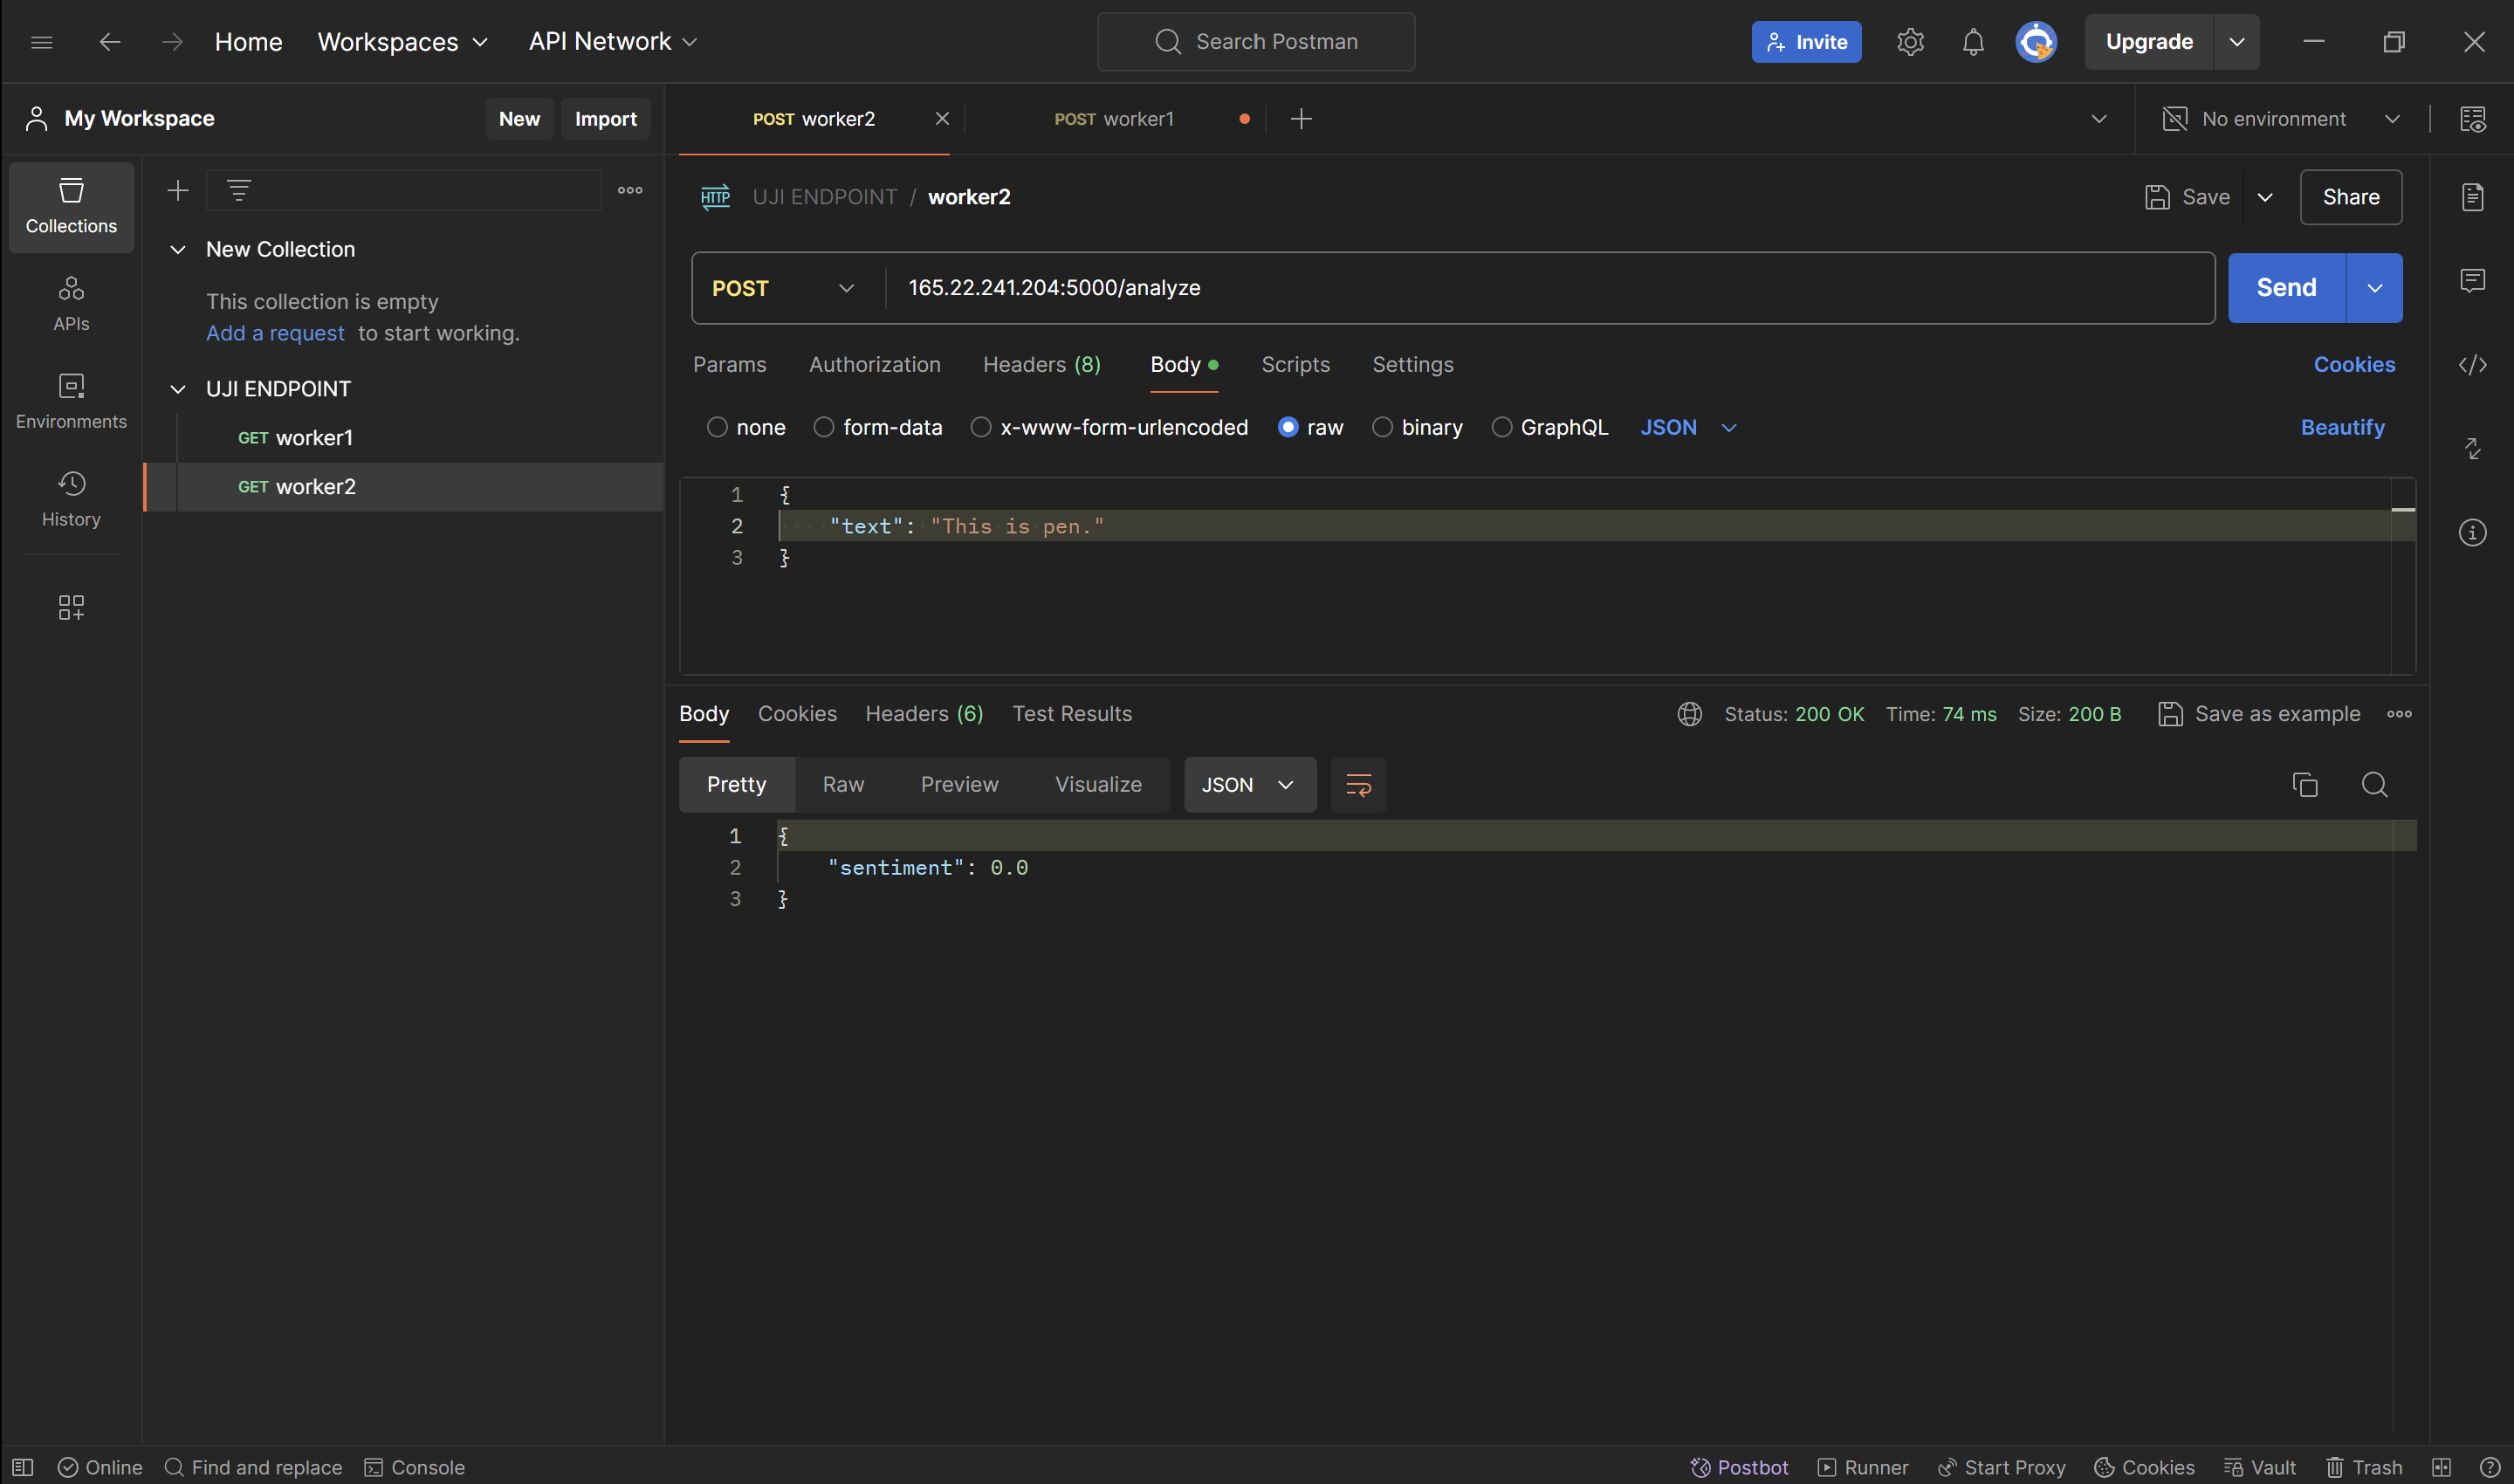 Home Workspaces API Network Search Postman Invite Upgrade
My Workspace New Import POST worker2 POST worker1 No environment
Collections
APIs
Environments
History
New Collection
This collection is empty
Add a request to start working.
UJI ENDPOINT
GET worker1
GET worker2
HTTP UJI ENDPOINT / worker2 Save Share
POST 165.22.241.204:5000/analyze Send
Params Authorization Headers (8) Body Scripts Settings Cookies
none form-data x-www-form-urlencoded raw binary GraphQL JSON Beautify
1 {
2 "text": "This is pen."
3 }
Body Cookies Headers (6) Test Results Status: 200 OK Time: 74 ms Size: 200 B Save as example
Pretty Raw Preview Visualize JSON
1 {
2 "sentiment": 0.0
3 }
Online Find and replace Console Postbot Runner Start Proxy Cookies Vault Trash